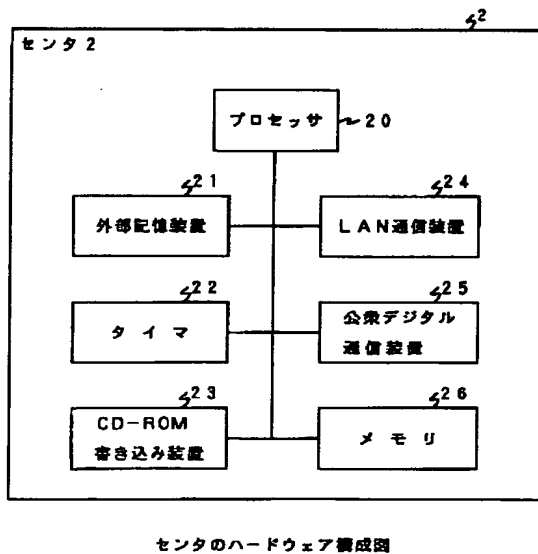 2
センタ2
プロセッサ
20
21
外部記憶装置
24
LAN通信装置
22
タイマ
25
公衆デジタル
通信装置
23
CD-ROM
書き込み装置
26
メモリ
センタのハードウェア構成図